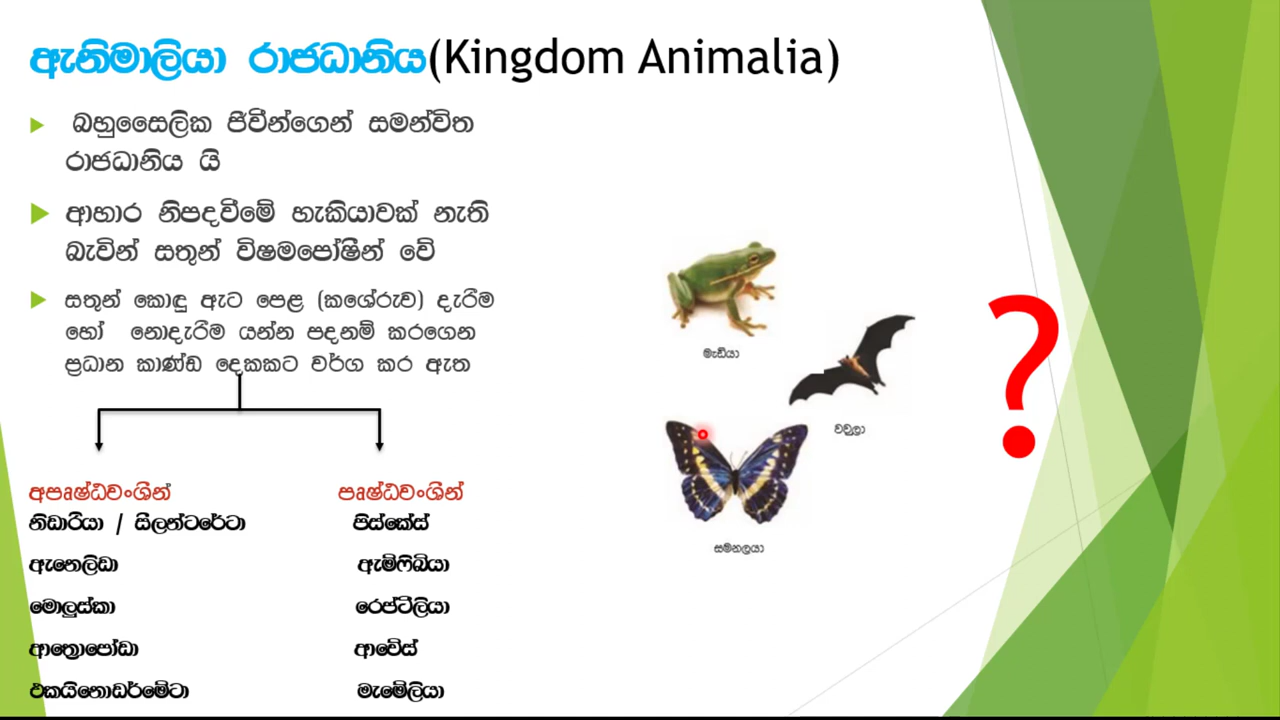 ඇනිමාලියා රාජධානිය(Kingdom Animalia)
බහුසෛලික ජීවීන්ගෙන් සමන්විත
රාජධානිය යි
ආහාර නිපදවීමේ හැකියාවක් නැති
බැවින් සතුන් විෂමපෝෂීන් වේ
සතුන් කොඳු ඇට පෙළ (කශේරුව) දැරීම
හෝ නොදැරීම යන්න පදනම් කරගෙන
ප්‍රධාන කාණ්ඩ දෙකකට වර්ග කර ඇත
අපෘෂ්ඨවංශීන්
නිඩාරියා / සීලන්ටරේටා
ඇනෙලිඩා
මොලුස්කා
ආත්‍රොපෝඩා
එකයිනොඩර්මේටා
පෘෂ්ඨවංශීන්
පිස්කේස්
ඇම්ෆිබියා
රෙප්ටීලියා
ආවේස්
මැමේලියා
මැඩියා
වවුලා
සමනලයා
?